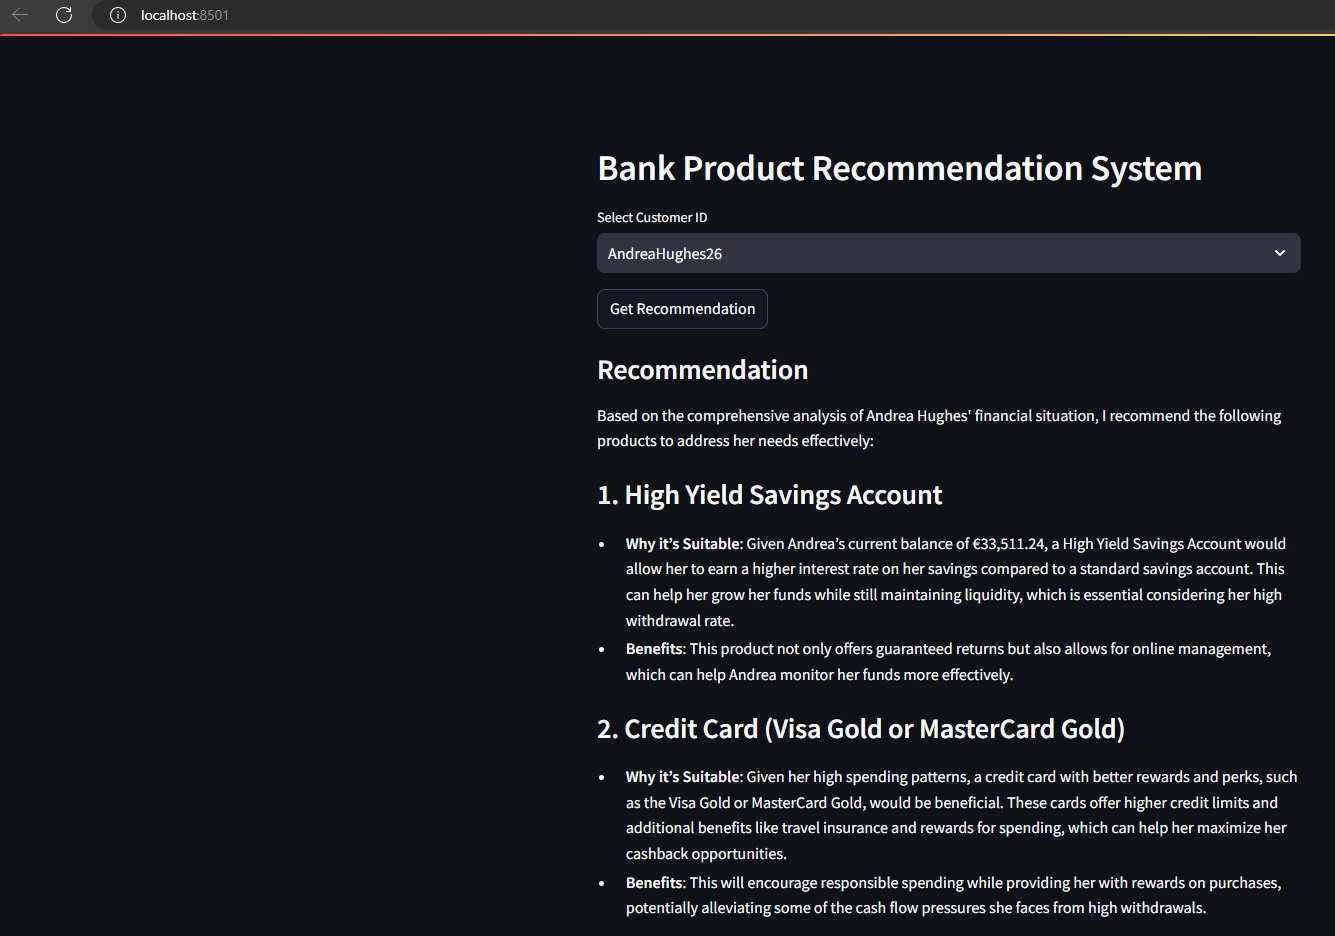 localhost:8501
Bank Product Recommendation System
Select Customer ID
AndreaHughes26
Get Recommendation
Recommendation
Based on the comprehensive analysis of Andrea Hughes' financial situation, I recommend the following
products to address her needs effectively:
1. High Yield Savings Account
• Why it’s Suitable: Given Andrea’s current balance of €33,511.24, a High Yield Savings Account would
allow her to earn a higher interest rate on her savings compared to a standard savings account. This
can help her grow her funds while still maintaining liquidity, which is essential considering her high
withdrawal rate.
• Benefits: This product not only offers guaranteed returns but also allows for online management,
which can help Andrea monitor her funds more effectively.
2. Credit Card (Visa Gold or MasterCard Gold)
• Why it’s Suitable: Given her high spending patterns, a credit card with better rewards and perks, such
as the Visa Gold or MasterCard Gold, would be beneficial. These cards offer higher credit limits and
additional benefits like travel insurance and rewards for spending, which can help her maximize her
cashback opportunities.
• Benefits: This will encourage responsible spending while providing her with rewards on purchases,
potentially alleviating some of the cash flow pressures she faces from high withdrawals.